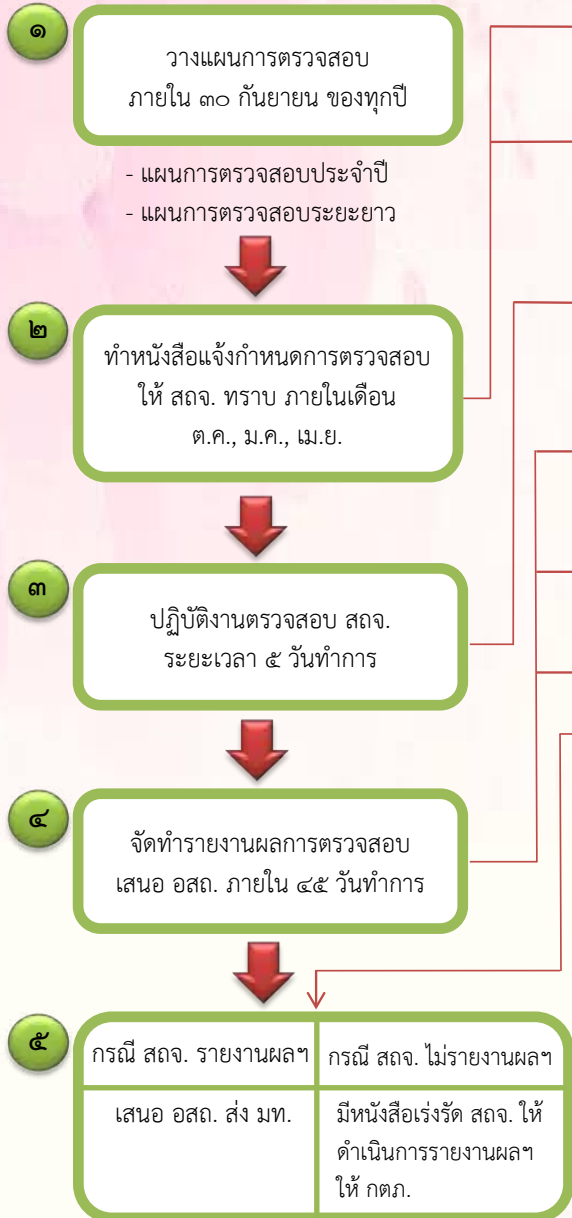 ๑
วางแผนการตรวจสอบ
ภายใน ๓๐ กันยายน ของทุกปี
- แผนการตรวจสอบประจำปี
- แผนการตรวจสอบระยะยาว
๒
ทำหนังสือแจ้งกำหนดการตรวจสอบ
ให้ สถจ. ทราบ ภายในเดือน
ต.ค., ม.ค., เม.ย.
๓
ปฏิบัติงานตรวจสอบ สถจ.
ระยะเวลา ๕ วันทำการ
๔
จัดทำรายงานผลการตรวจสอบ
เสนอ อสถ. ภายใน ๔๕ วันทำการ
๕
กรณี สถจ. รายงานผลฯ
กรณี สถจ. ไม่รายงานผลฯ
เสนอ อสถ. ส่ง มท.
มีหนังสือเร่งรัด สถจ. ให้
ดำเนินการรายงานผลฯ
ให้ กตภ.